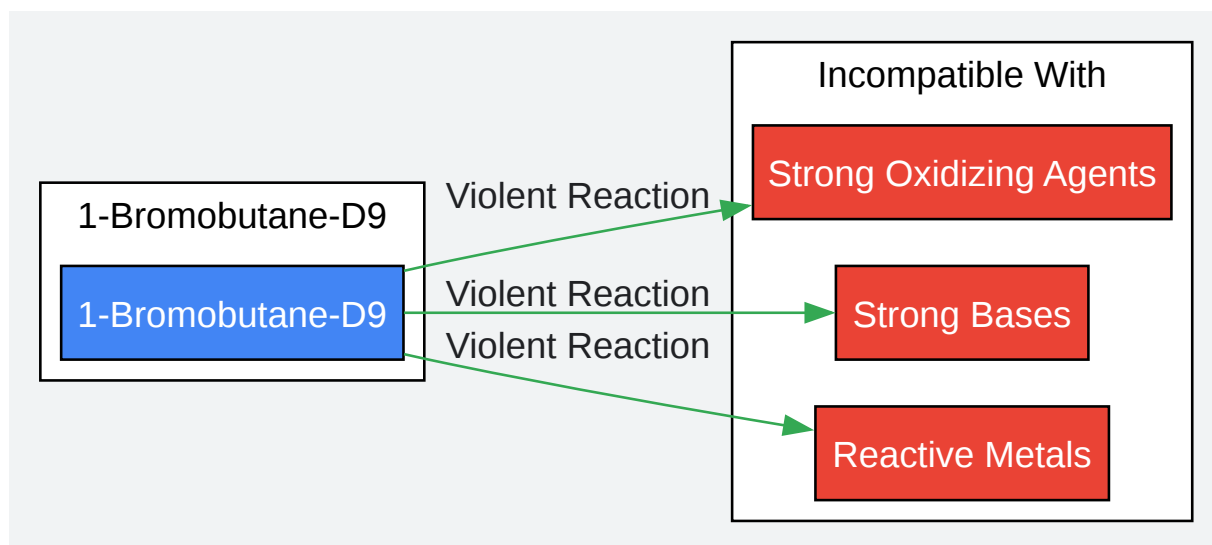 1-Bromobutane-D9
1-Bromobutane-D9
Violent Reaction
Violent Reaction
Violent Reaction
Incompatible With
Strong Oxidizing Agents
Strong Bases
Reactive Metals